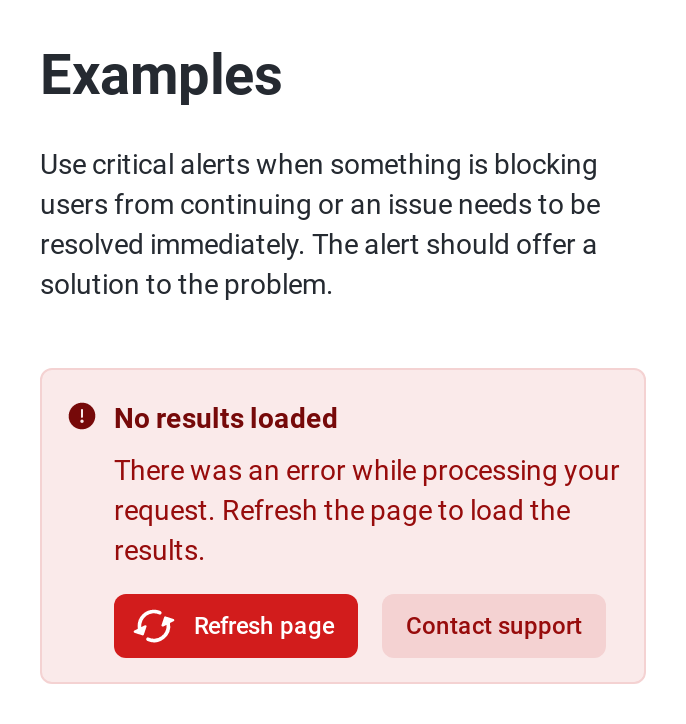 Examples
Use critical alerts when something is blocking
users from continuing or an issue needs to be
resolved immediately. The alert should offer a
solution to the problem.
No results loaded
There was an error while processing your
request. Refresh the page to load the
results.
Refresh page
Contact support